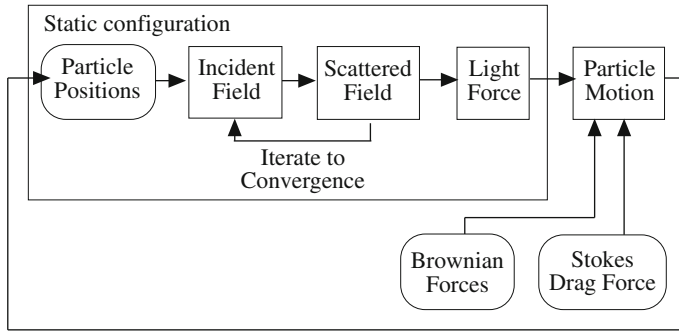 Static configuration
Particle
Positions
Incident
Field
Scattered
Field
Light
Force
Particle
Motion
Iterate to
Convergence
Brownian
Forces
Stokes
Drag Force